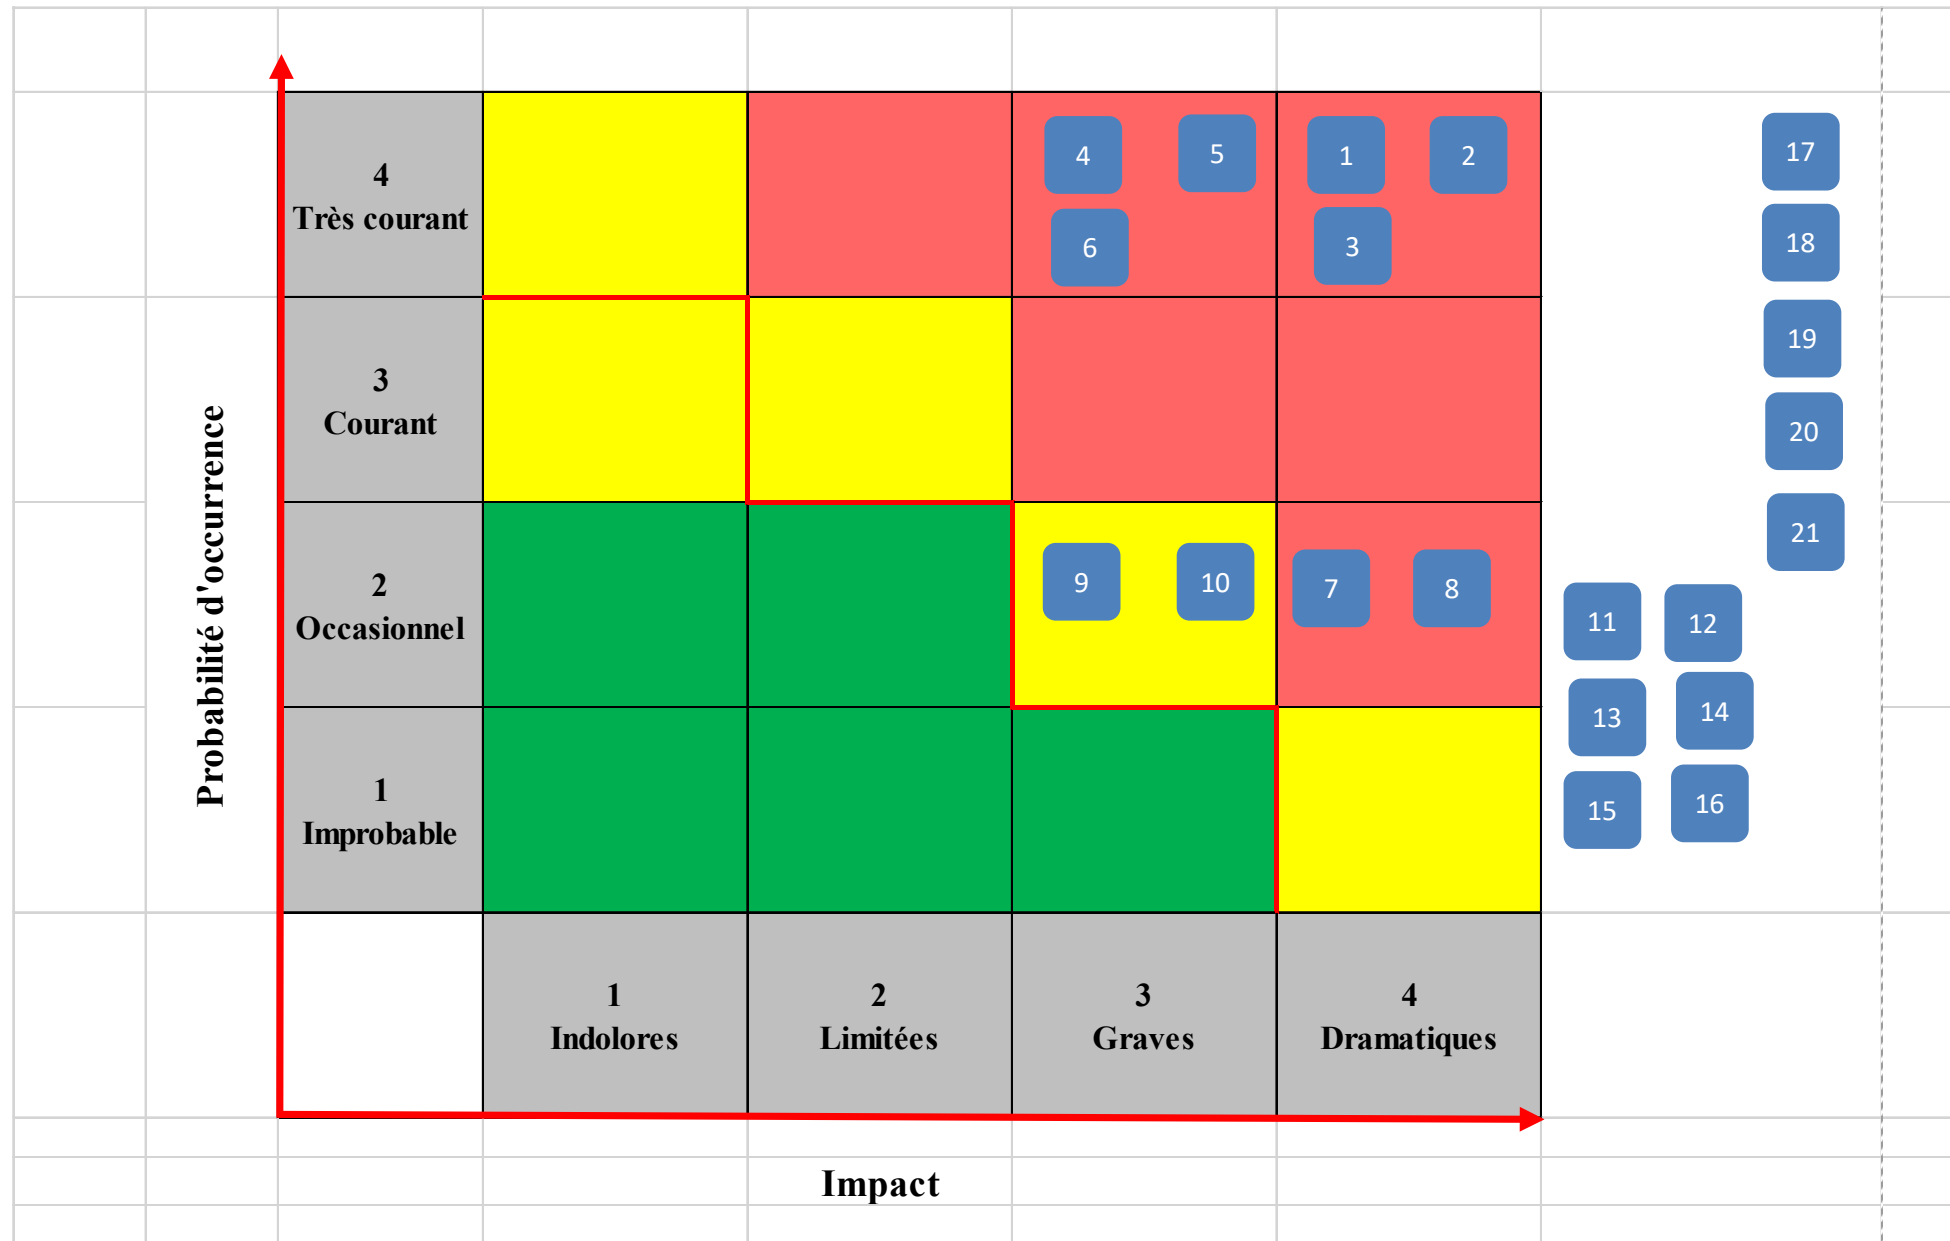 4
Très courant
4
5
1
2
6
3
17
18
3
Courant
19
20
Probabilité d'occurrence
2
Occasionnel
9
10
7
8
21
11
12
1
Improbable
13
14
15
16
1
Indolores
2
Limitées
3
Graves
4
Dramatiques
Impact